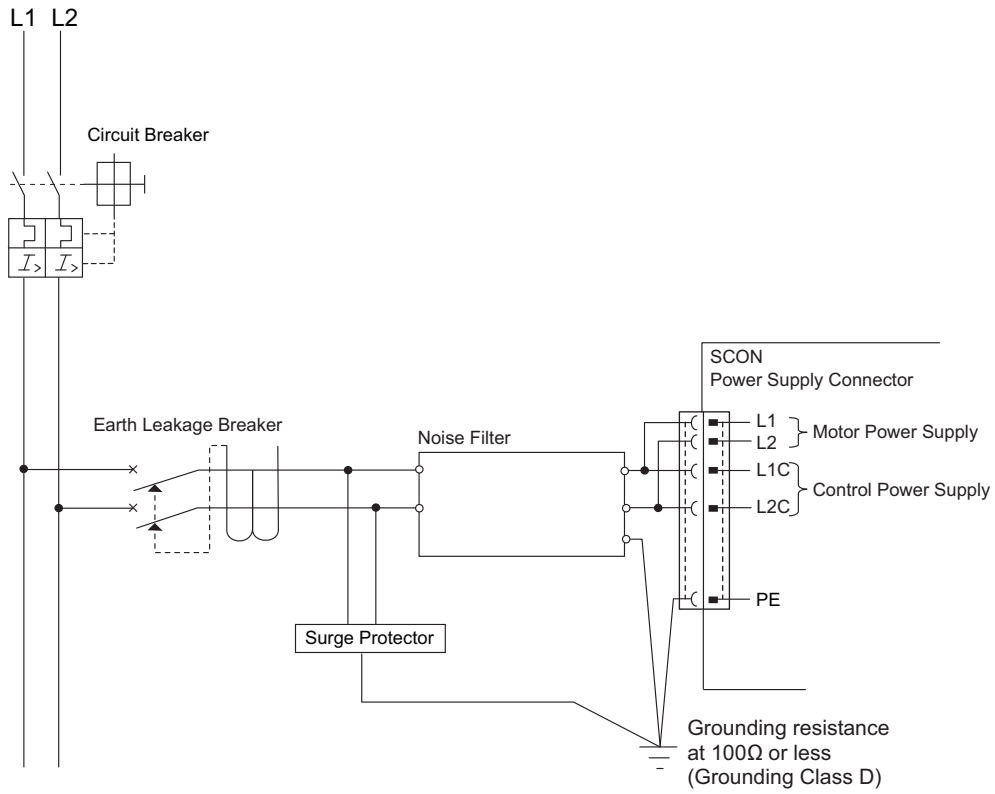 L1 L2
Circuit Breaker
I> I>
Earth Leakage Breaker
Noise Filter
Surge Protector
SCON
Power Supply Connector
L1
L2
Motor Power Supply
L1C
L2C
Control Power Supply
PE
Grounding resistance
at 100Ω or less
(Grounding Class D)